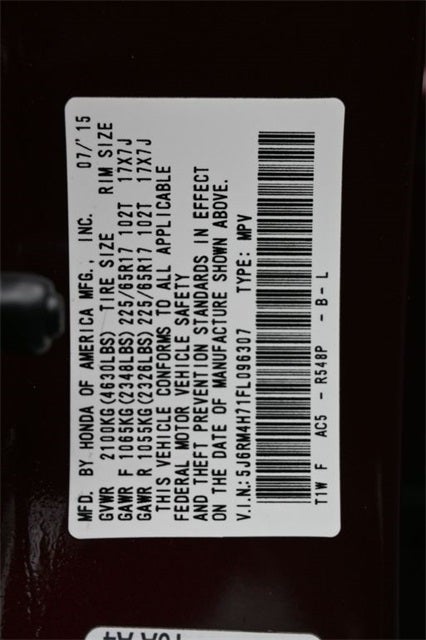 MFD. BY HONDA OF AMERICA MFG., INC. 07/'15
GVWR 2100KG(4630LBS) TIRE SIZE RIM SIZE
GAWR F 1065KG(2348LBS) 225/65R17 102T 17X7J
GAWR R 1055KG(2326LBS) 225/65R17 102T 17X7J
THIS VEHICLE CONFORMS TO ALL APPLICABLE
FEDERAL MOTOR VEHICLE SAFETY
AND THEFT PREVENTION STANDARDS IN EFFECT
ON THE DATE OF MANUFACTURE SHOWN ABOVE.
V.I.N.: 5J6RM4H71FL096307 TYPE: MPV
T1W F AC5 - R548P - B - L